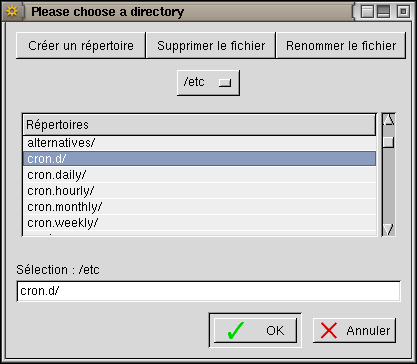 Please choose a directory
Créer un répertoire Supprimer le fichier Renommer le fichier
/etc
Répertoires
alternatives/
cron.d/
cron.daily/
cron.hourly/
cron.monthly/
cron.weekly/
Sélection : /etc
cron.d/
OK Annuler